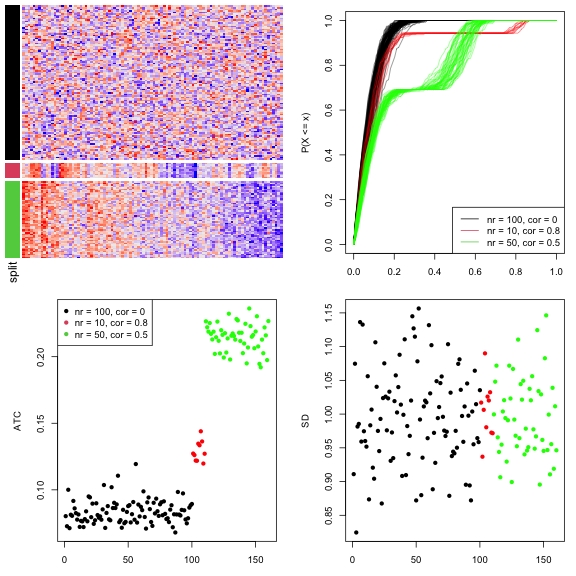 split
P(X <= x)
0.0 0.2 0.4 0.6 0.8 1.0
0.0 0.2 0.4 0.6 0.8 1.0
nr = 100, cor = 0
nr = 10, cor = 0.8
nr = 50, cor = 0.5
ATC
0.10 0.15 0.20
0 50 100 150
nr = 100, cor = 0
nr = 10, cor = 0.8
nr = 50, cor = 0.5
SD
0.85 0.90 0.95 1.00 1.05 1.10 1.15
0 50 100 150